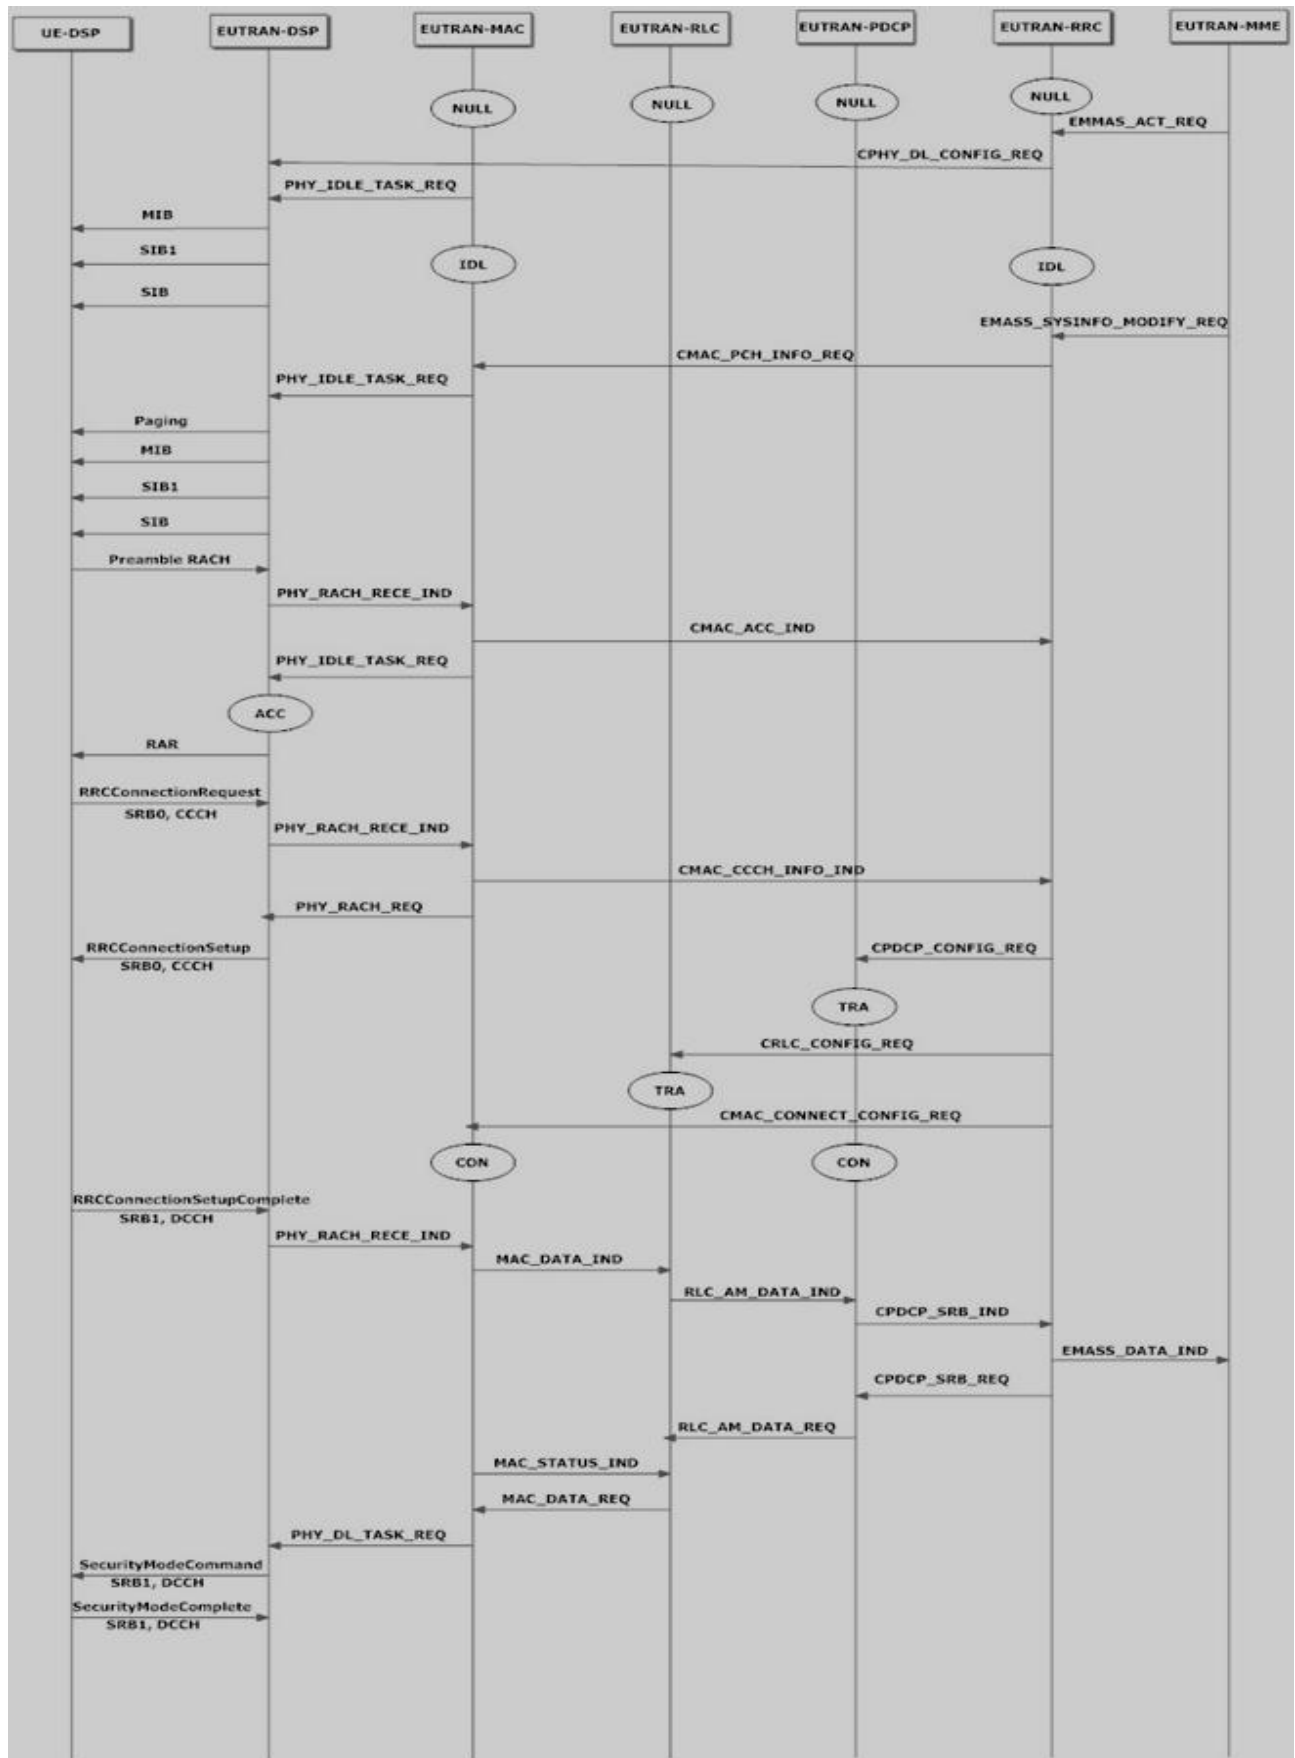 UE-DSP
EUTRAN-DSP
EUTRAN-MAC
EUTRAN-RLC
EUTRAN-PDCP
EUTRAN-RRC
EUTRAN-MME
NULL
NULL
NULL
NULL
EMMAS_ACT_REQ
CPHY_DL_CONFIG_REQ
PHY_IDLE_TASK_REQ
MIB
SIB1
IDL
IDL
SIB
EMASS_SYSINFO_MODIFY_REQ
CMAC_PCH_INFO_REQ
PHY_IDLE_TASK_REQ
Paging
MIB
SIB1
SIB
Preamble RACH
PHY_RACH_RECE_IND
CMAC_ACC_IND
PHY_IDLE_TASK_REQ
ACC
RAR
RRCConnectionRequest
SRB0, CCCH
PHY_RACH_RECE_IND
CMAC_CCCH_INFO_IND
PHY_RACH_REQ
RRCConnectionSetup
SRB0, CCCH
CPDCP_CONFIG_REQ
TRA
CRLC_CONFIG_REQ
TRA
CMAC_CONNECT_CONFIG_REQ
CON
CON
RRCConnectionSetupComplete
SRB1, DCCH
PHY_RACH_RECE_IND
MAC_DATA_IND
RLC_AM_DATA_IND
CPDCP_SRB_IND
EMASS_DATA_IND
CPDCP_SRB_REQ
RLC_AM_DATA_REQ
MAC_STATUS_IND
MAC_DATA_REQ
PHY_DL_TASK_REQ
SecurityModeCommand
SRB1, DCCH
SecurityModeComplete
SRB1, DCCH